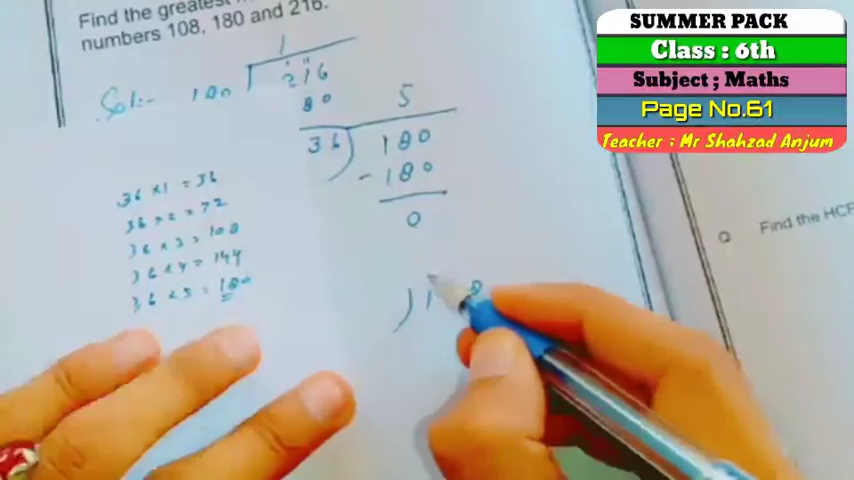 Find the greatest
numbers 108, 180 and 216.
SUMMER PACK
Class : 6th
Subject ; Maths
Page No.61
Teacher : Mr Shahzad Anjum
1
Sol:- 180 216
80
5
36 180
- 180
0
36 x 1 = 36
36 x 2 = 72
36 x 3 = 108
36 x 4 = 144
36 x 5 = 180
Q Find the HCF